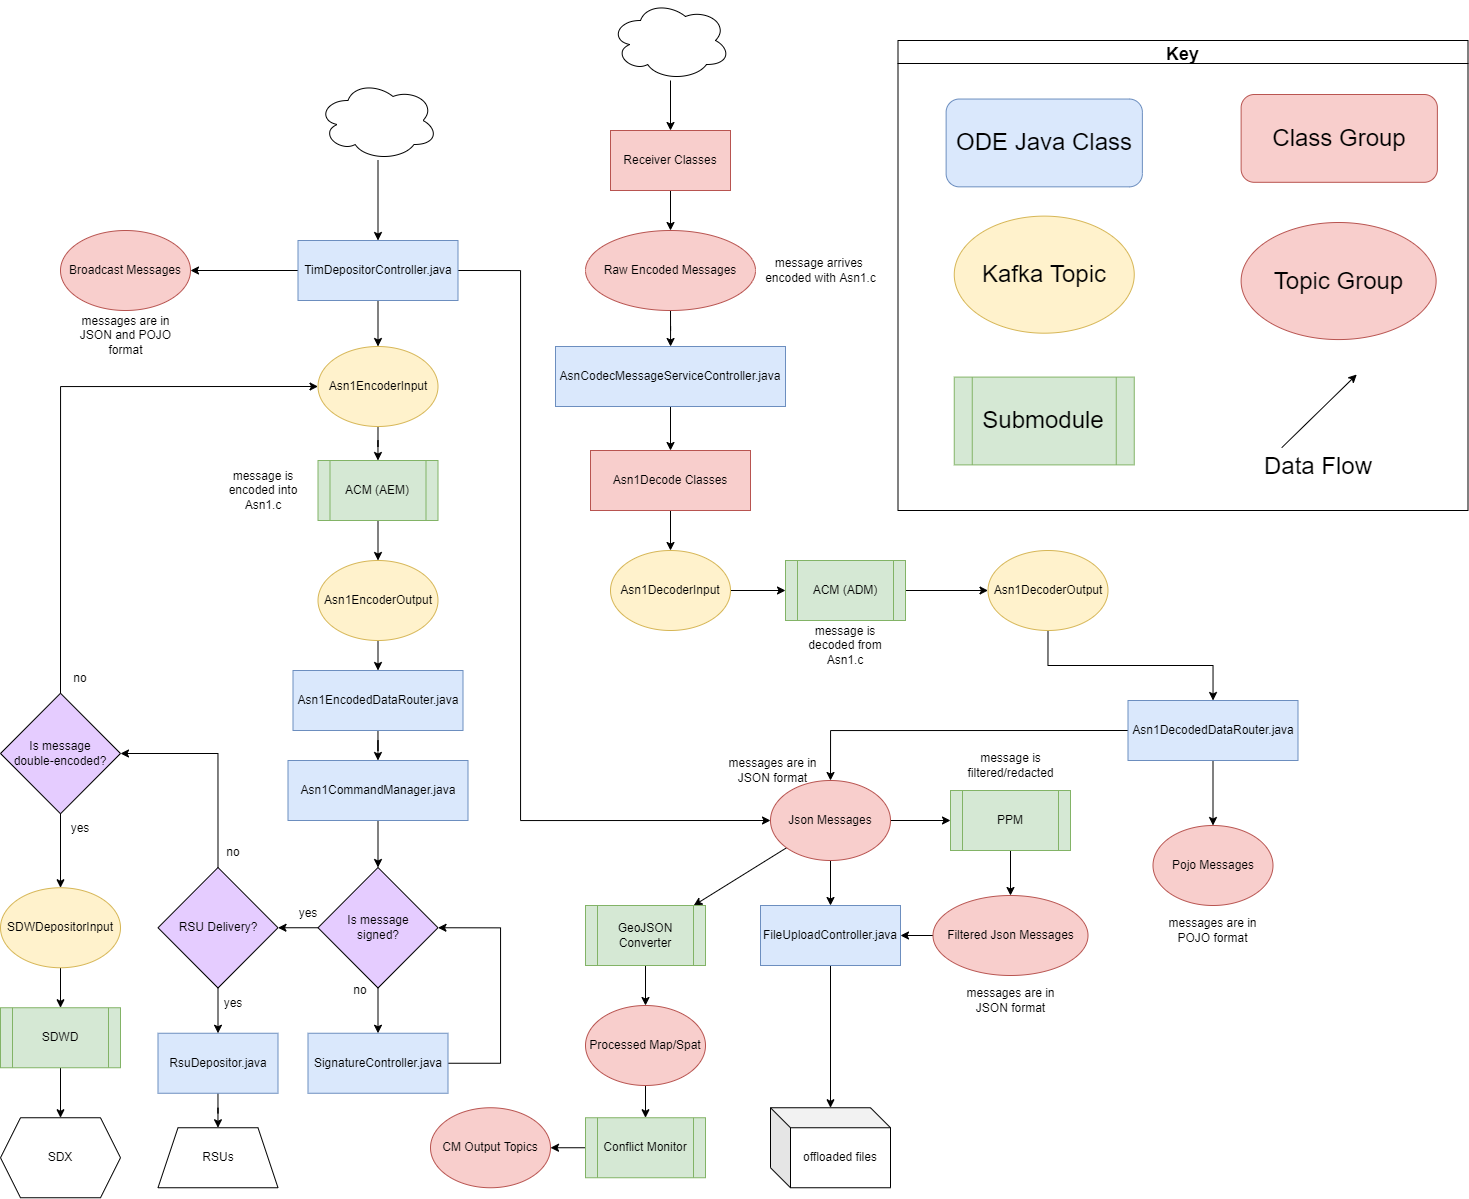 Key
ODE Java Class
Class Group
Kafka Topic
Topic Group
Submodule
Data Flow
Receiver Classes
Raw Encoded Messages
message arrives
encoded with Asn1.c
Broadcast Messages
TimDepositorController.java
messages are in
JSON and POJO
format
Asn1EncoderInput
AsnCodecMessageServiceController.java
message is
encoded into
Asn1.c
ACM (AEM)
Asn1Decode Classes
Asn1EncoderOutput
Asn1DecoderInput
ACM (ADM)
Asn1DecoderOutput
message is
decoded from
Asn1.c
no
Asn1EncodedDataRouter.java
Asn1DecodedDataRouter.java
Is message
double-encoded?
messages are in
JSON format
message is
filtered/redacted
Asn1CommandManager.java
yes
Json Messages
PPM
no
Pojo Messages
messages are in
POJO format
SDWDepositorInput
RSU Delivery?
yes
Is message
signed?
GeoJSON
Converter
FileUploadController.java
Filtered Json Messages
messages are in
JSON format
yes
no
SDWD
RsuDepositor.java
SignatureController.java
Processed Map/Spat
SDX
RSUs
CM Output Topics
Conflict Monitor
offloaded files